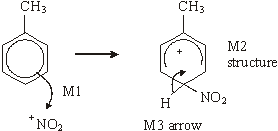 CH₃
CH₃
M2
structure
+
M1
NO₂
H
⁺NO₂
M3 arrow